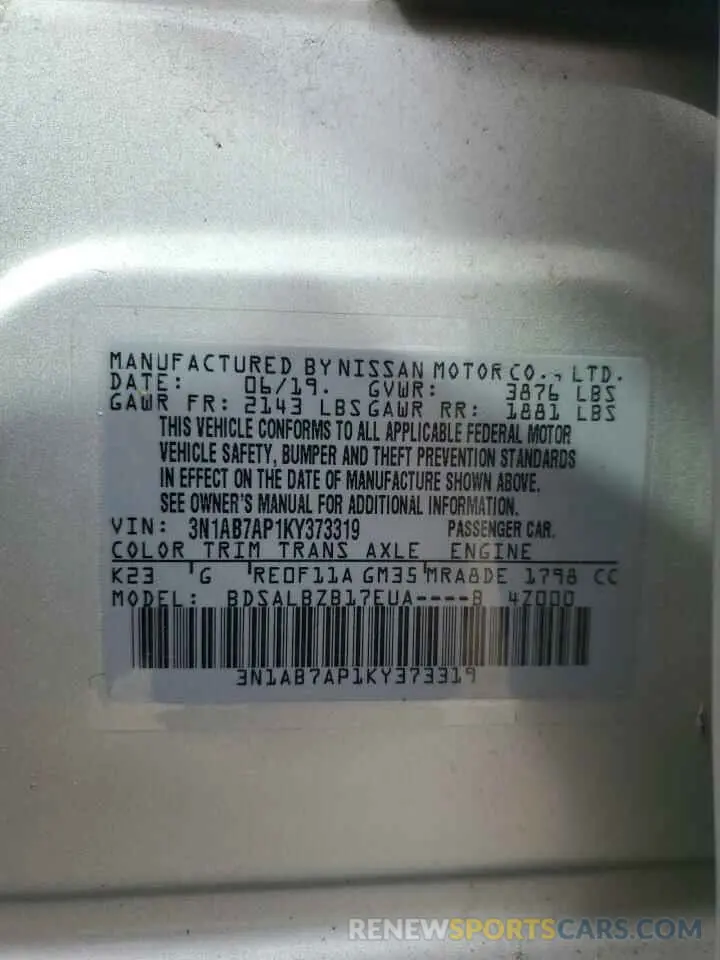 MANUFACTURED BY NISSAN MOTOR CO., LTD.
DATE: 06/19. GVWR: 3876 LBS
GAWR FR: 2143 LBS GAWR RR: 1881 LBS
THIS VEHICLE CONFORMS TO ALL APPLICABLE FEDERAL MOTOR
VEHICLE SAFETY, BUMPER AND THEFT PREVENTION STANDARDS
IN EFFECT ON THE DATE OF MANUFACTURE SHOWN ABOVE.
SEE OWNER'S MANUAL FOR ADDITIONAL INFORMATION.
VIN: 3N1AB7AP1KY373319 PASSENGER CAR.
COLOR TRIM TRANS AXLE ENGINE
K23 G RE0F11A GM35 MRA8DE 1798 CC
MODEL: BDSALBZB17EUA----B 4Z000
3N1AB7AP1KY373319
RENEWSPORTSCARS.COM